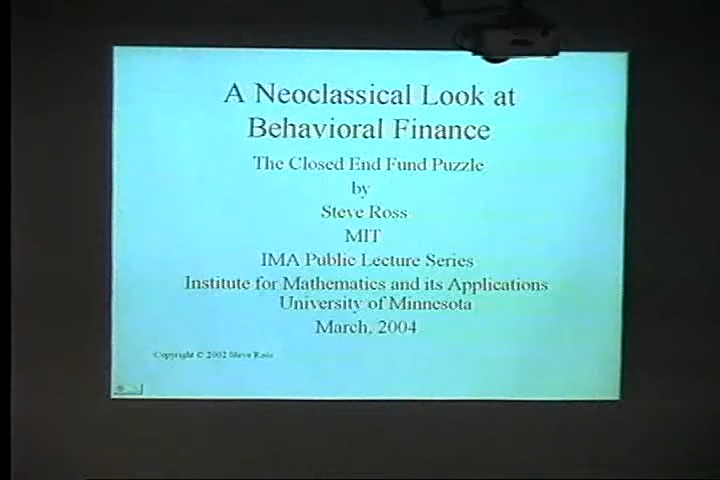 A Neoclassical Look at
Behavioral Finance
The Closed End Fund Puzzle
by
Steve Ross
MIT
IMA Public Lecture Series
Institute for Mathematics and its Applications
University of Minnesota
March, 2004
Copyright © 2002 Steve Ross